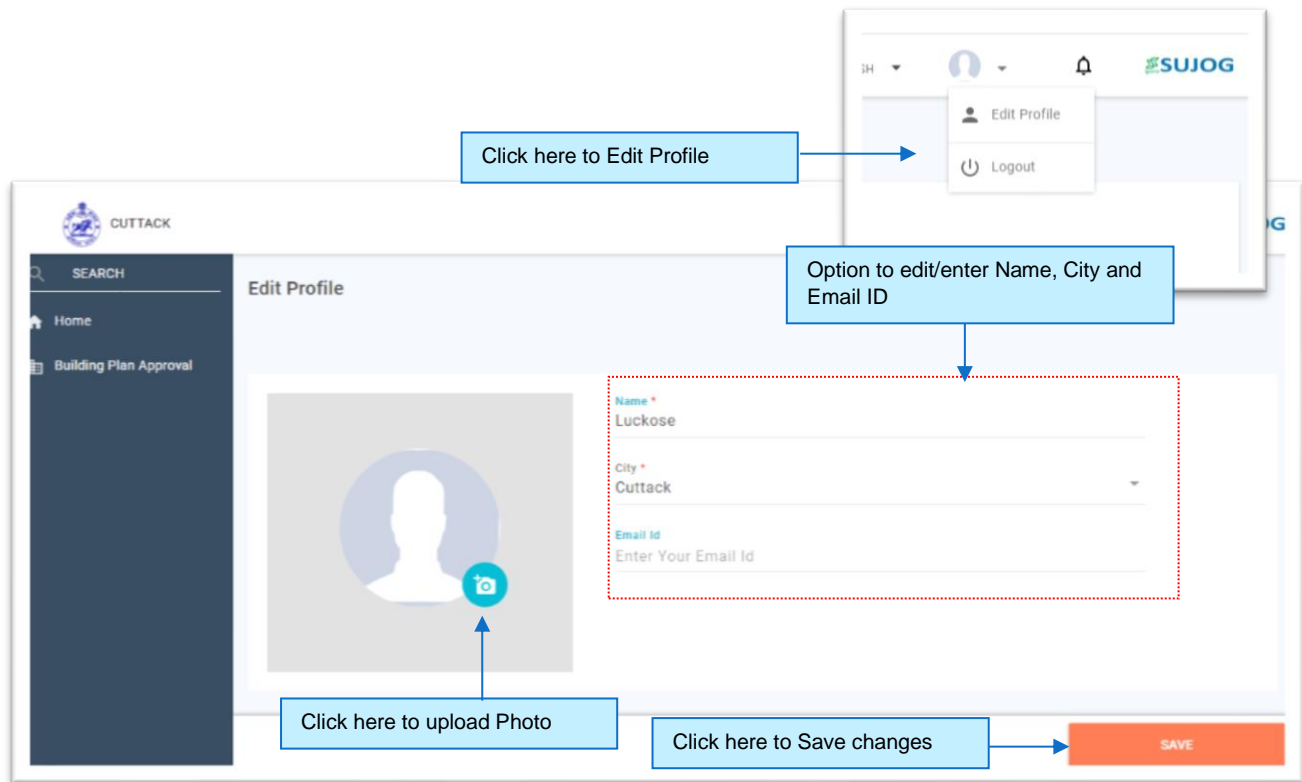 SH
SUJOG
Edit Profile
Logout
Click here to Edit Profile
CUTTACK
OG
SEARCH
Home
Building Plan Approval
Edit Profile
Option to edit/enter Name, City and
Email ID
Name *
Luckose
City *
Cuttack
Email Id
Enter Your Email Id
Click here to upload Photo
Click here to Save changes
SAVE